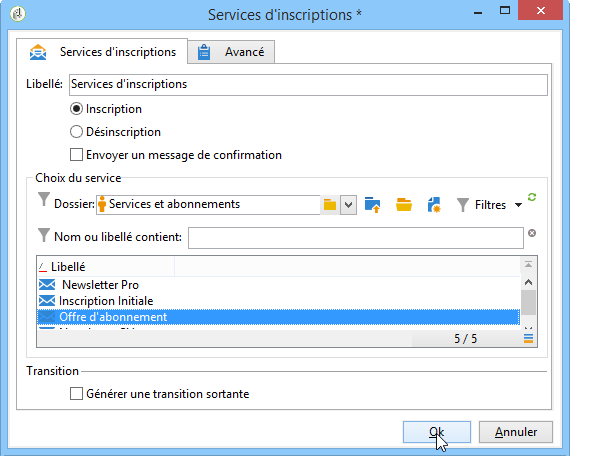 Services d'inscriptions *
Services d'inscriptions
Avancé
Libellé: Services d'inscriptions
Inscription
Désinscription
Envoyer un message de confirmation
Choix du service
Dossier: Services et abonnements
Filtres
Nom ou libellé contient:
Libellé
Newsletter Pro
Inscription Initiale
Offre d'abonnement
5 / 5
Transition
Générer une transition sortante
Ok
Annuler